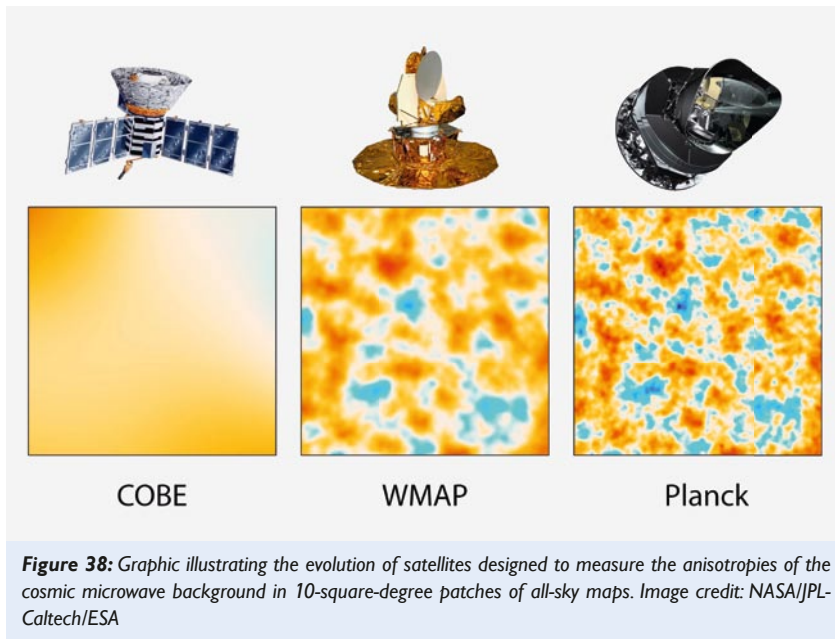 COBE
WMAP
Planck
Figure 38: Graphic illustrating the evolution of satellites designed to measure the anisotropies of the
cosmic microwave background in 10-square-degree patches of all-sky maps. Image credit: NASA/JPL-
Caltech/ESA